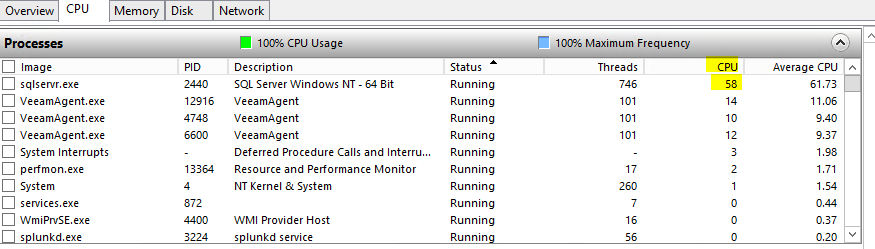 Overview CPU Memory Disk Network
Processes 100% CPU Usage 100% Maximum Frequency
Image PID Description Status Threads CPU Average CPU
sqlservr.exe 2440 SQL Server Windows NT - 64 Bit Running 746 58 61.73
VeeamAgent.exe 12916 VeeamAgent Running 101 14 11.06
VeeamAgent.exe 4748 VeeamAgent Running 101 10 9.40
VeeamAgent.exe 6600 VeeamAgent Running 101 12 9.37
System Interrupts - Deferred Procedure Calls and Interru... Running - 3 1.98
perfmon.exe 13364 Resource and Performance Monitor Running 17 2 1.71
System 4 NT Kernel & System Running 260 1 1.54
services.exe 872 Running 7 0 0.44
WmiPrvSE.exe 4400 WMI Provider Host Running 16 0 0.37
splunkd.exe 3224 splunkd service Running 56 0 0.20